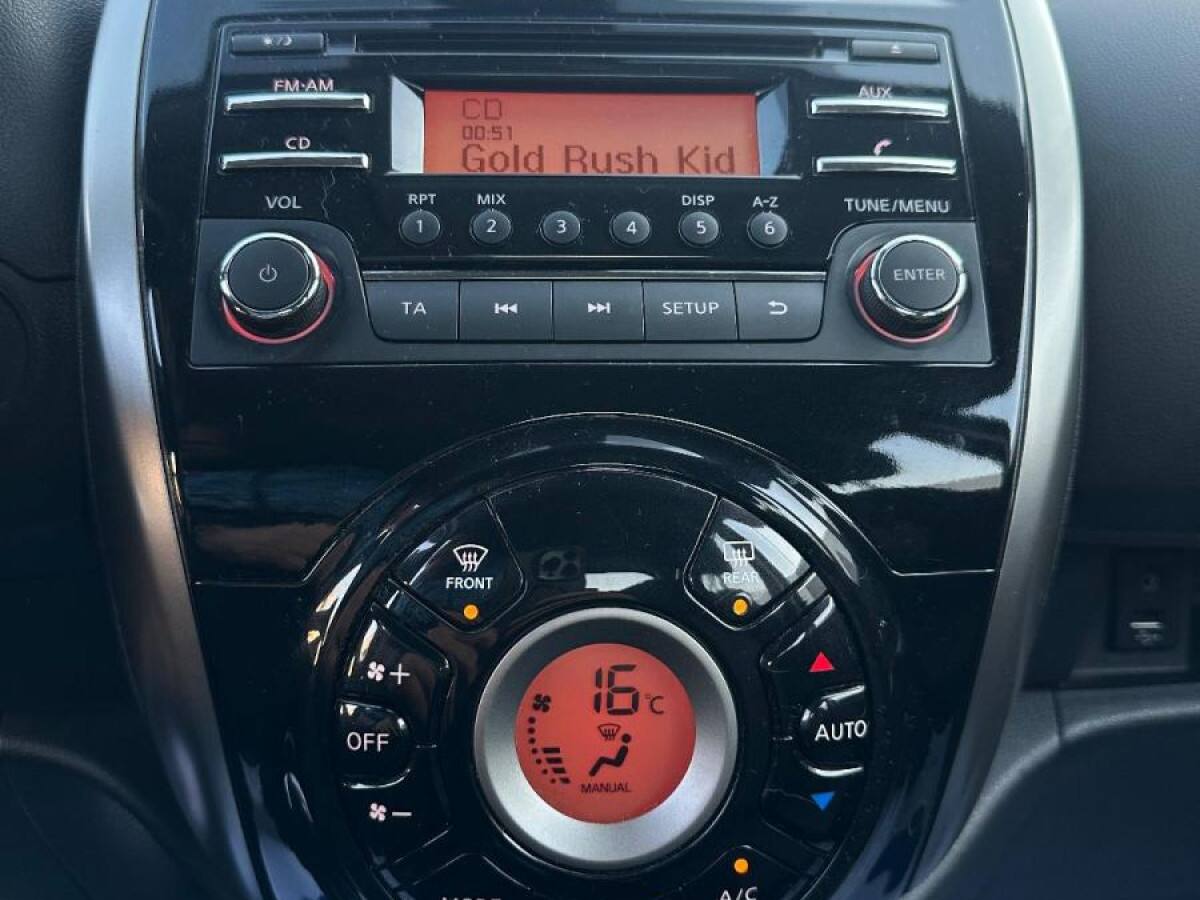 FM·AM
CD
CD
00:51
Gold Rush Kid
AUX
VOL
RPT
MIX
DISP
A-Z
TUNE/MENU
1
2
3
4
5
6
ENTER
TA
SETUP
FRONT
REAR
16°C
MANUAL
OFF
AUTO
A/C